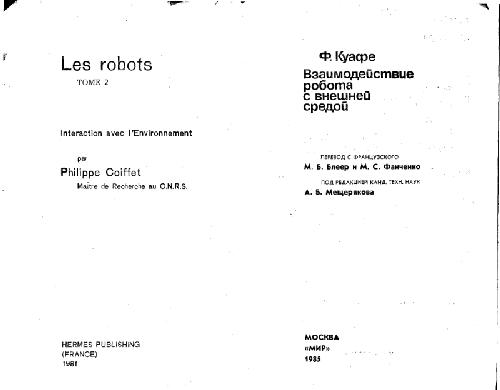 Les robots
TOME 2
Interaction avec l'Environnement
par
Philippe Coiffet
Maître de Recherche au C.N.R.S.
HERMES PUBLISHING
(FRANCE)
1981
Ф. Куафе
Взаимодействие
робота
с внешней
средой
ПЕРЕВОД С ФРАНЦУЗСКОГО
М. Б. Блеер и М. С. Фанченко
ПОД РЕДАКЦИЕЙ КАНД. ТЕХН. НАУК
А. Б. Мещерякова
МОСКВА
«МИР»
1985